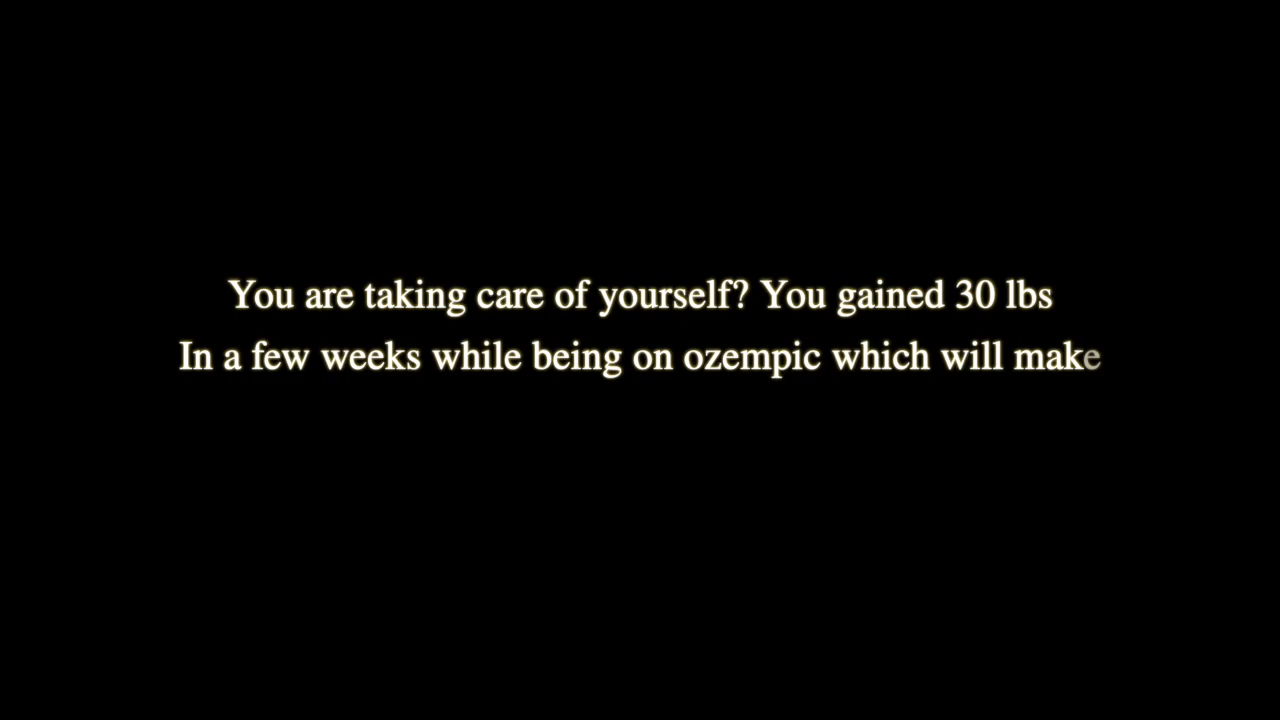 You are taking care of yourself? You gained 30 lbs
In a few weeks while being on ozempic which will make